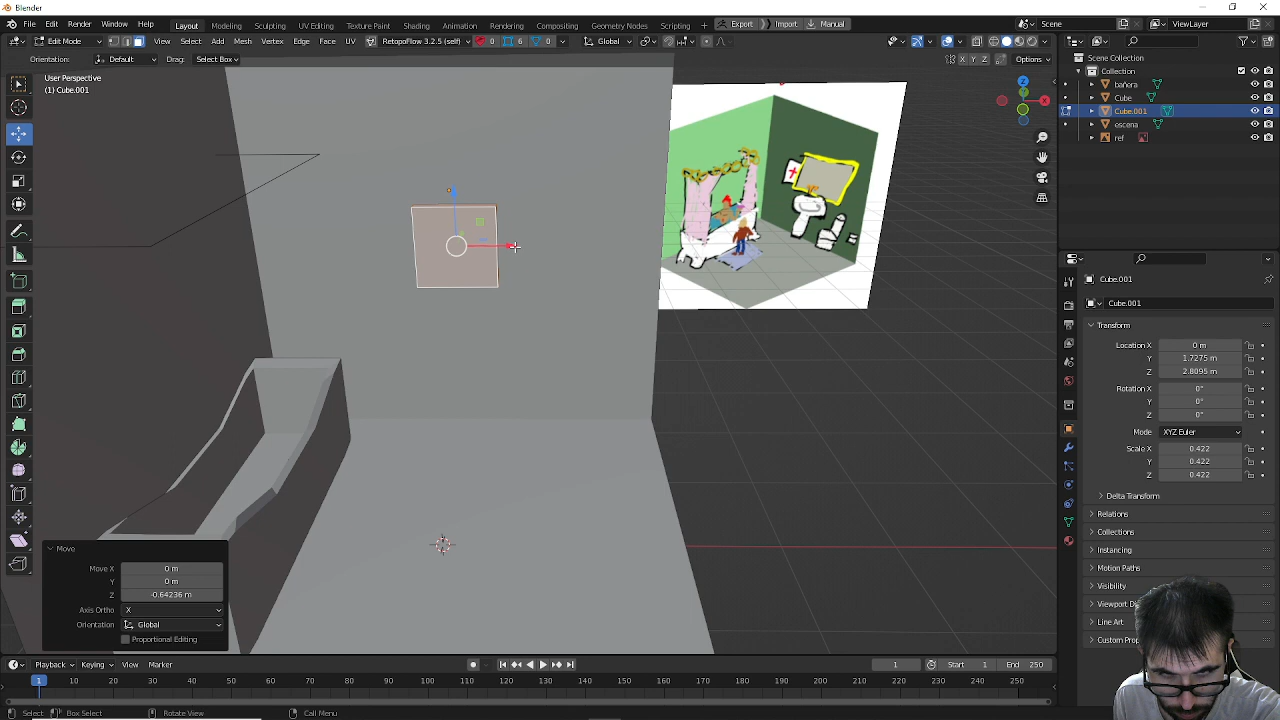 Blender
File Edit Render Window Help Layout Modeling Sculpting UV Editing Texture Paint Shading Animation Rendering Compositing Geometry Nodes Scripting + Export Import Manual Scene ViewLayer
Edit Mode View Select Add Mesh Vertex Edge Face UV RetopoFlow 3.2.5 (self) 0 6 0 Global
Orientation: Default Drag: Select Box X Y Z Options
User Perspective
(1) Cube.001
Z
X
Scene Collection
Collection
bañera
Cube
Cube.001
escena
ref
Cube.001
Cube.001
Transform
Location X 0 m
Y 1.7275 m
Z 2.8095 m
Rotation X 0°
Y 0°
Z 0°
Mode XYZ Euler
Scale X 0.422
Y 0.422
Z 0.422
Delta Transform
Relations
Collections
Instancing
Motion Paths
Visibility
Viewport D
Line Art
Custom Prop
Move
Move X 0 m
Y 0 m
Z -0.64236 m
Axis Ortho X
Orientation Global
Proportional Editing
Playback Keying View Marker 1 Start 1 End 250
1 10 20 30 40 50 60 70 80 90 100 110 120 130 140 150 160 170 180 190 200 210 220 230 240 250
Select Box Select Rotate View Call Menu